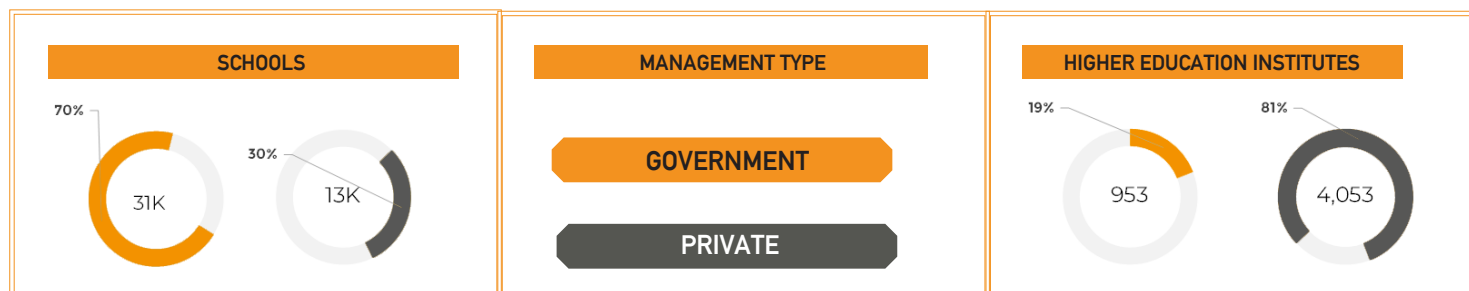 SCHOOLS
70%
31K
30%
13K
MANAGEMENT TYPE
GOVERNMENT
PRIVATE
HIGHER EDUCATION INSTITUTES
19%
953
81%
4,053